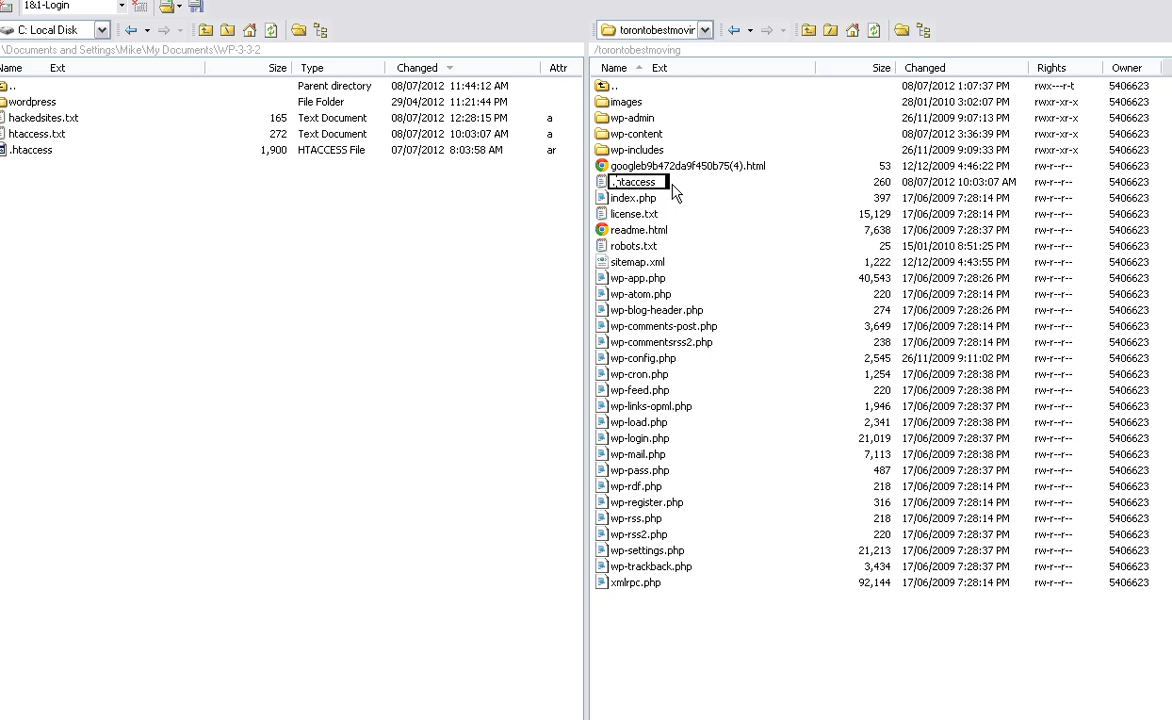 1&1-Login
C: Local Disk
torontobestmovir
\Documents and Settings\Mike\My Documents\WP-3-3-2
/torontobestmoving
Name Ext Size Type Changed Attr
.. Parent directory 08/07/2012 11:44:12 AM
wordpress File Folder 29/04/2012 11:21:44 PM
hackedsites.txt 165 Text Document 08/07/2012 12:28:15 PM a
htaccess.txt 272 Text Document 08/07/2012 10:03:07 AM a
.htaccess 1,900 HTACCESS File 07/07/2012 8:03:58 AM ar
Name Ext Size Changed Rights Owner
.. 08/07/2012 1:07:37 PM rwx---r-t 5406623
images 28/01/2010 3:02:07 PM rwxr-xr-x 5406623
wp-admin 26/11/2009 9:07:13 PM rwxr-xr-x 5406623
wp-content 08/07/2012 3:36:39 PM rwxr-xr-x 5406623
wp-includes 26/11/2009 9:09:33 PM rwxr-xr-x 5406623
googleb9b472da9f450b75(4).html 53 12/12/2009 4:46:22 PM rw-r--r-- 5406623
.htaccess 260 08/07/2012 10:03:07 AM rw-r--r-- 5406623
index.php 397 17/06/2009 7:28:14 PM rw-r--r-- 5406623
license.txt 15,129 17/06/2009 7:28:14 PM rw-r--r-- 5406623
readme.html 7,638 17/06/2009 7:28:37 PM rw-r--r-- 5406623
robots.txt 25 15/01/2010 8:51:25 PM rw-r--r-- 5406623
sitemap.xml 1,222 12/12/2009 4:43:55 PM rw-r--r-- 5406623
wp-app.php 40,543 17/06/2009 7:28:26 PM rw-r--r-- 5406623
wp-atom.php 220 17/06/2009 7:28:14 PM rw-r--r-- 5406623
wp-blog-header.php 274 17/06/2009 7:28:26 PM rw-r--r-- 5406623
wp-comments-post.php 3,649 17/06/2009 7:28:14 PM rw-r--r-- 5406623
wp-commentsrss2.php 238 17/06/2009 7:28:14 PM rw-r--r-- 5406623
wp-config.php 2,545 26/11/2009 9:11:02 PM rw-r--r-- 5406623
wp-cron.php 1,254 17/06/2009 7:28:38 PM rw-r--r-- 5406623
wp-feed.php 220 17/06/2009 7:28:38 PM rw-r--r-- 5406623
wp-links-opml.php 1,946 17/06/2009 7:28:37 PM rw-r--r-- 5406623
wp-load.php 2,341 17/06/2009 7:28:38 PM rw-r--r-- 5406623
wp-login.php 21,019 17/06/2009 7:28:37 PM rw-r--r-- 5406623
wp-mail.php 7,113 17/06/2009 7:28:38 PM rw-r--r-- 5406623
wp-pass.php 487 17/06/2009 7:28:37 PM rw-r--r-- 5406623
wp-rdf.php 218 17/06/2009 7:28:14 PM rw-r--r-- 5406623
wp-register.php 316 17/06/2009 7:28:14 PM rw-r--r-- 5406623
wp-rss.php 218 17/06/2009 7:28:14 PM rw-r--r-- 5406623
wp-rss2.php 220 17/06/2009 7:28:37 PM rw-r--r-- 5406623
wp-settings.php 21,213 17/06/2009 7:28:37 PM rw-r--r-- 5406623
wp-trackback.php 3,434 17/06/2009 7:28:37 PM rw-r--r-- 5406623
xmlrpc.php 92,144 17/06/2009 7:28:14 PM rw-r--r-- 5406623